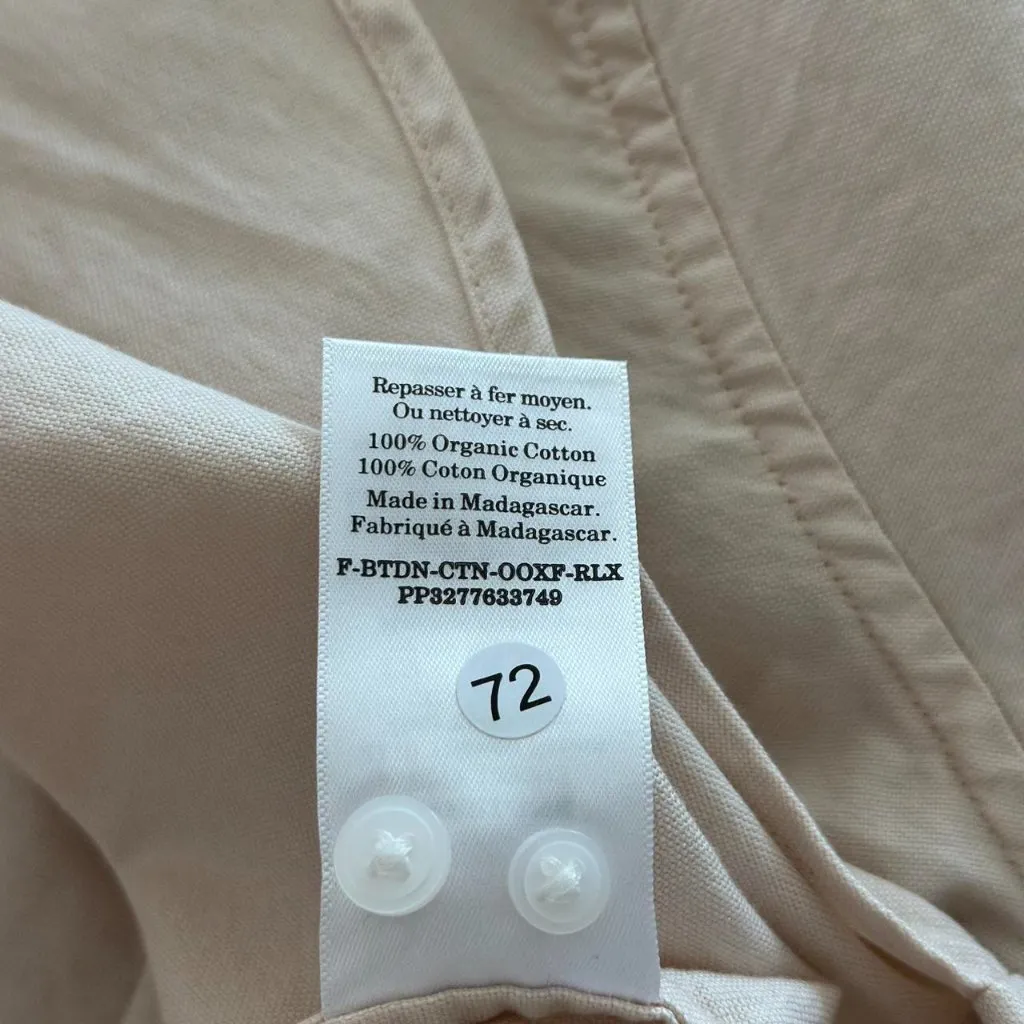 Repasser à fer moyen.
Ou nettoyer à sec.
100% Organic Cotton
100% Coton Organique
Made in Madagascar.
Fabriqué à Madagascar.
F-BTDN-CTN-OOXF-RLX
PP3277633749
72